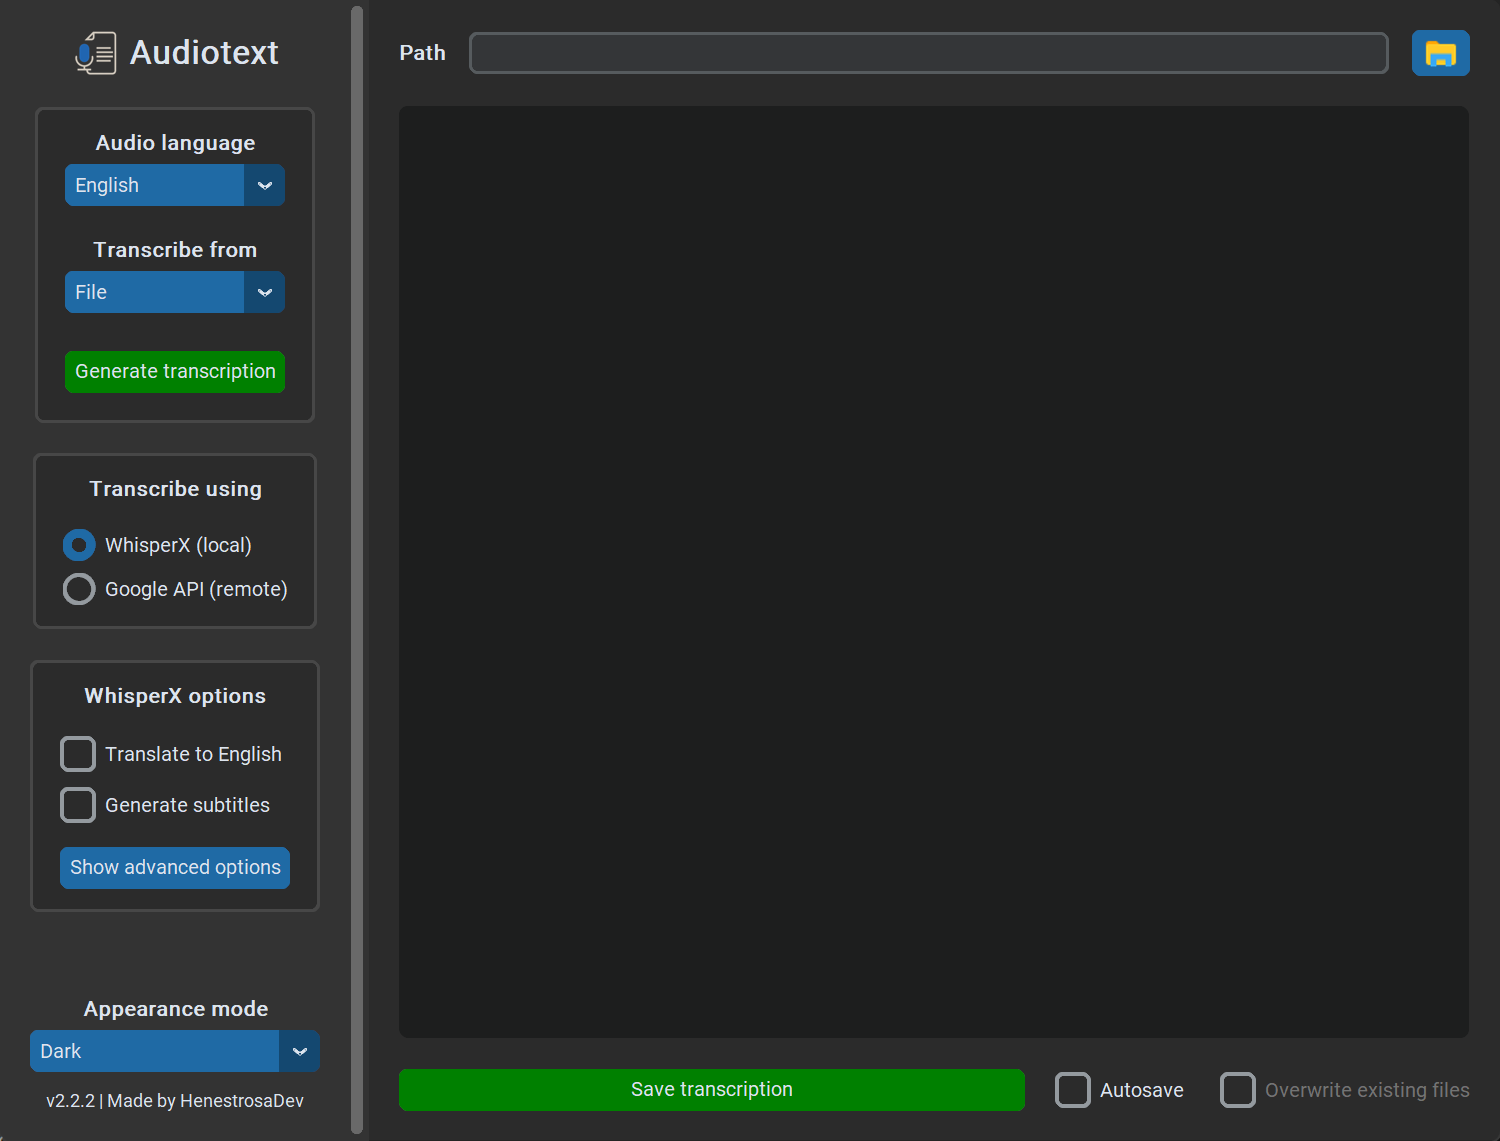 Audiotext
Audio language
English
Transcribe from
File
Generate transcription
Transcribe using
WhisperX (local)
Google API (remote)
WhisperX options
Translate to English
Generate subtitles
Show advanced options
Appearance mode
Dark
v2.2.2 | Made by HenestrosaDev
Path
Save transcription
Autosave
Overwrite existing files